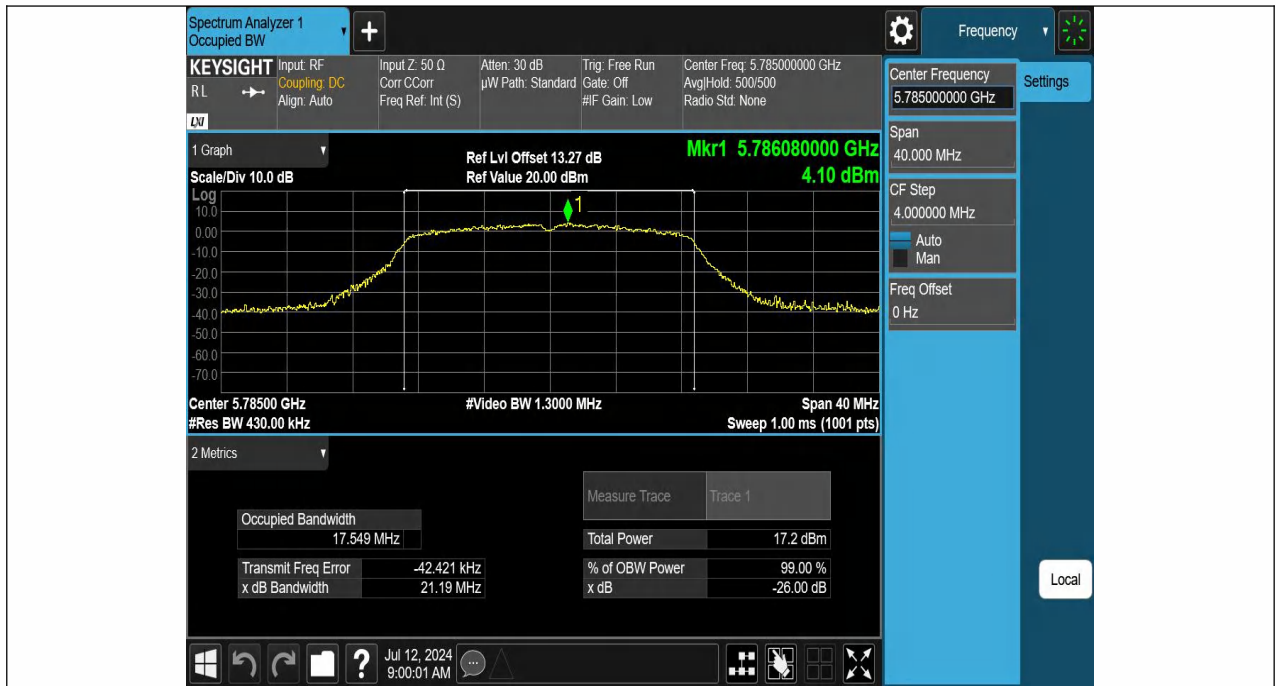 Spectrum Analyzer 1
Occupied BW
+
Frequency
KEYSIGHT
RL
LXI
Input: RF
Coupling: DC
Align: Auto
Input Z: 50 Ω
Corr CCorr
Freq Ref: Int (S)
Atten: 30 dB
µW Path: Standard
Trig: Free Run
Gate: Off
#IF Gain: Low
Center Freq: 5.785000000 GHz
Avg|Hold: 500/500
Radio Std: None
Center Frequency
5.785000000 GHz
Settings
Span
40.000 MHz
CF Step
4.000000 MHz
Auto
Man
Freq Offset
0 Hz
Local
1 Graph
Scale/Div 10.0 dB
Ref Lvl Offset 13.27 dB
Ref Value 20.00 dBm
Mkr1 5.786080000 GHz
4.10 dBm
Log
10.0
0.00
-10.0
-20.0
-30.0
-40.0
-50.0
-60.0
-70.0
1
Center 5.78500 GHz
#Video BW 1.3000 MHz
Span 40 MHz
#Res BW 430.00 kHz
Sweep 1.00 ms (1001 pts)
2 Metrics
Measure Trace Trace 1
Occupied Bandwidth
17.549 MHz
Total Power 17.2 dBm
Transmit Freq Error -42.421 kHz
% of OBW Power 99.00 %
x dB Bandwidth 21.19 MHz
x dB -26.00 dB
?
Jul 12, 2024
9:00:01 AM